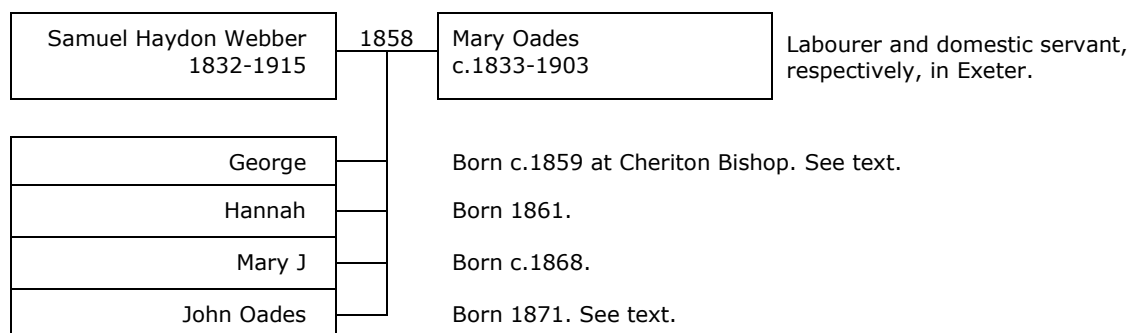 Samuel Haydon Webber
1832-1915
1858
Mary Oades
c.1833-1903
Labourer and domestic servant,
respectively, in Exeter.
George
Born c.1859 at Cheriton Bishop. See text.
Hannah
Born 1861.
Mary J
Born c.1868.
John Oades
Born 1871. See text.